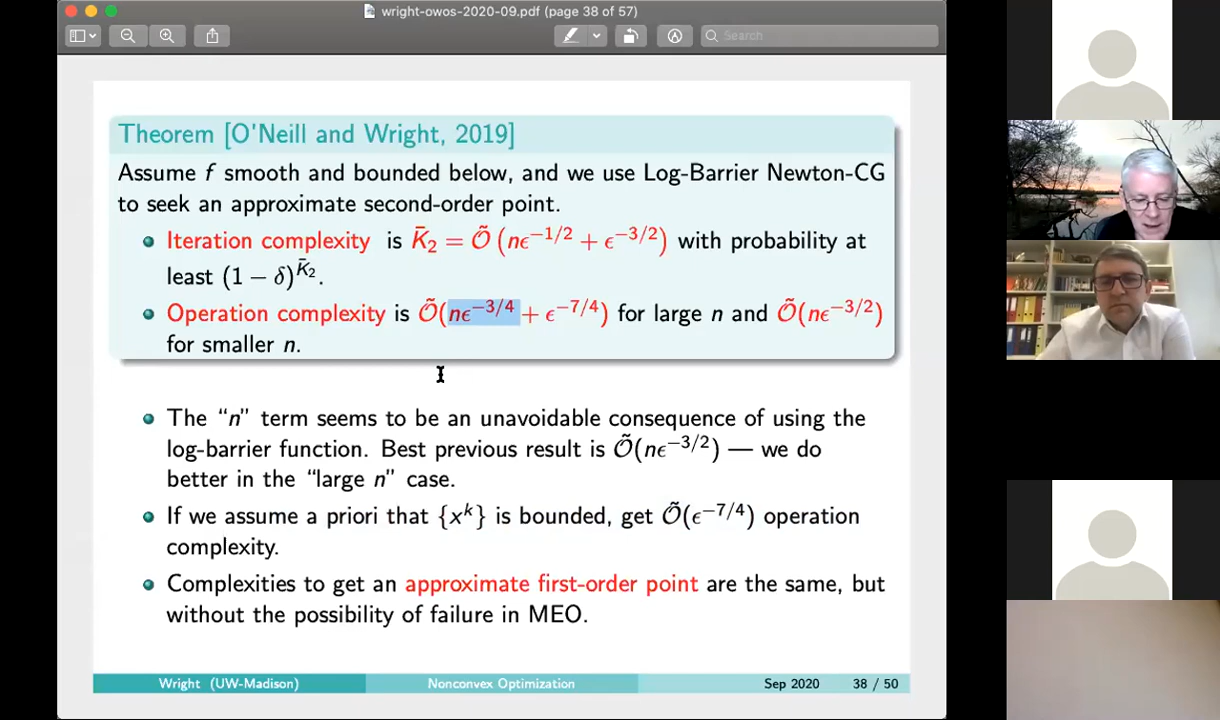 wright-owos-2020-09.pdf (page 38 of 57)
Search
Theorem [O'Neill and Wright, 2019]
Assume f smooth and bounded below, and we use Log-Barrier Newton-CG
to seek an approximate second-order point.
Iteration complexity is K̄₂ = Õ (nϵ^{−1/2} + ϵ^{−3/2}) with probability at
least (1 − δ)^{K̄₂}.
Operation complexity is Õ(nϵ^{−3/4} + ϵ^{−7/4}) for large n and Õ(nϵ^{−3/2})
for smaller n.
The “n” term seems to be an unavoidable consequence of using the
log-barrier function. Best previous result is Õ(nϵ^{−3/2}) — we do
better in the “large n” case.
If we assume a priori that {x^k} is bounded, get Õ(ϵ^{−7/4}) operation
complexity.
Complexities to get an approximate first-order point are the same, but
without the possibility of failure in MEO.
Wright (UW-Madison) Nonconvex Optimization Sep 2020 38 / 50